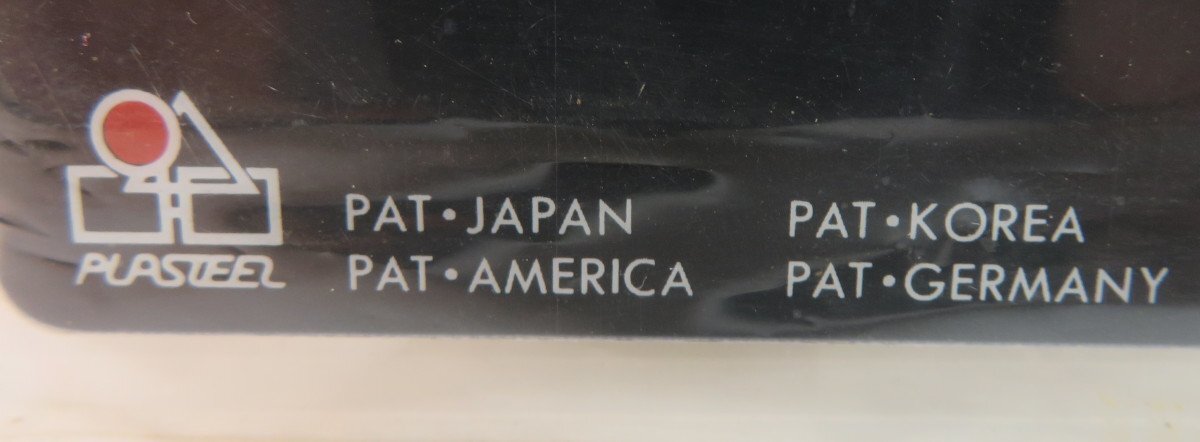 PLASTEEL
PAT・JAPAN
PAT・AMERICA
PAT・KOREA
PAT・GERMANY